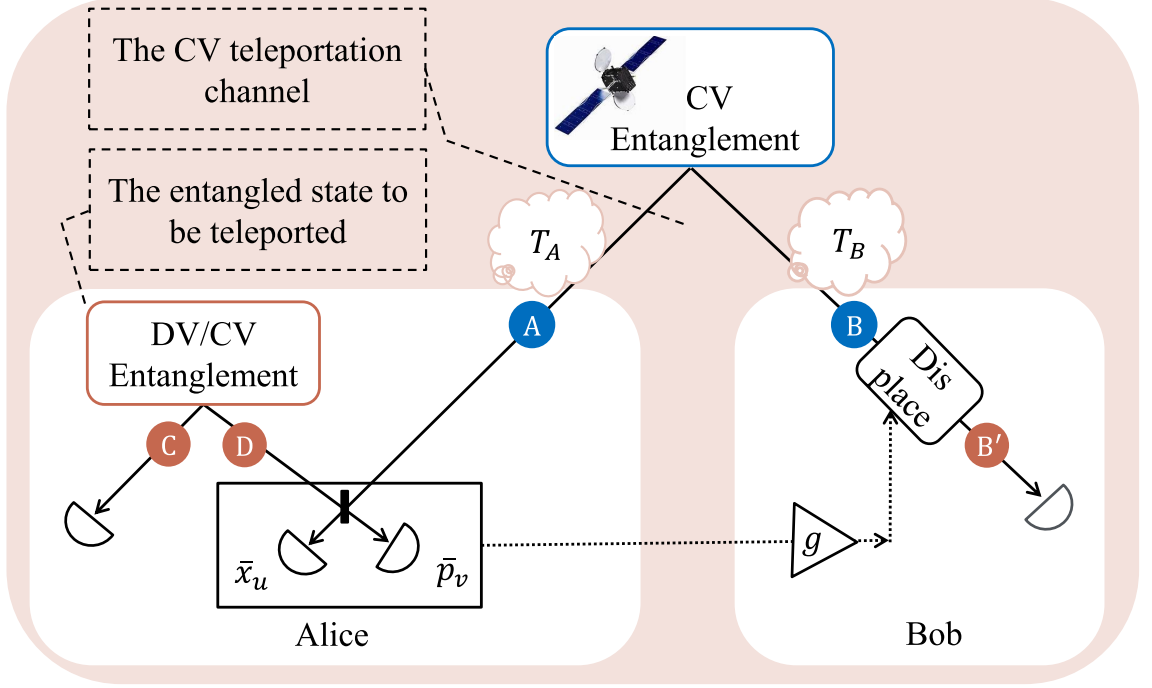 The CV teleportation
channel
The entangled state to
be teleported
CV
Entanglement
T_A
T_B
A
B
DV/CV
Entanglement
C
D
Dis
place
B′
x̄_u
p̄_v
g
Alice
Bob